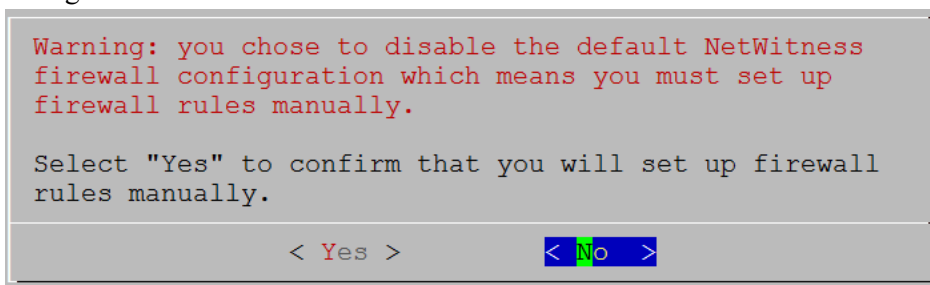 Warning: you chose to disable the default NetWitness
firewall configuration which means you must set up
firewall rules manually.
Select "Yes" to confirm that you will set up firewall
rules manually.
< Yes > < No >